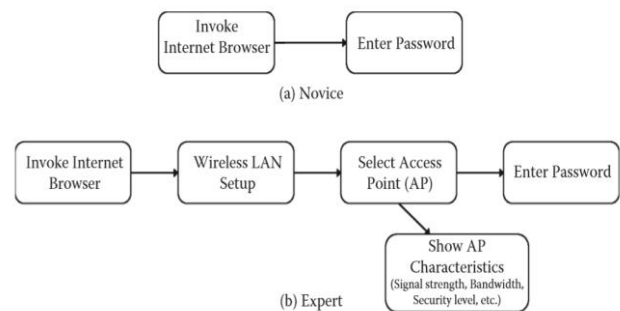 Invoke
Internet Browser
Enter Password
(a) Novice
Invoke Internet
Browser
Wireless LAN
Setup
Select Access
Point (AP)
Enter Password
Show AP
Characteristics
(Signal strength, Bandwidth,
Security level, etc.)
(b) Expert